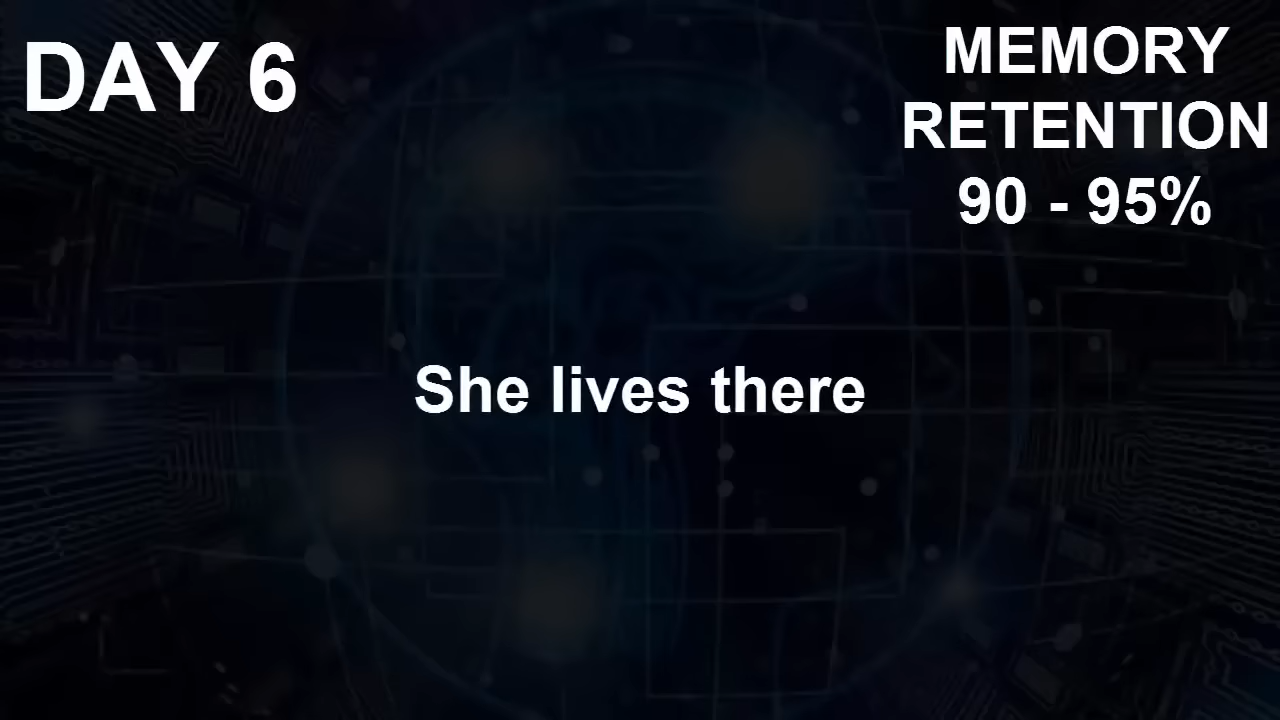 DAY 6
MEMORY
RETENTION
90 - 95%
She lives there